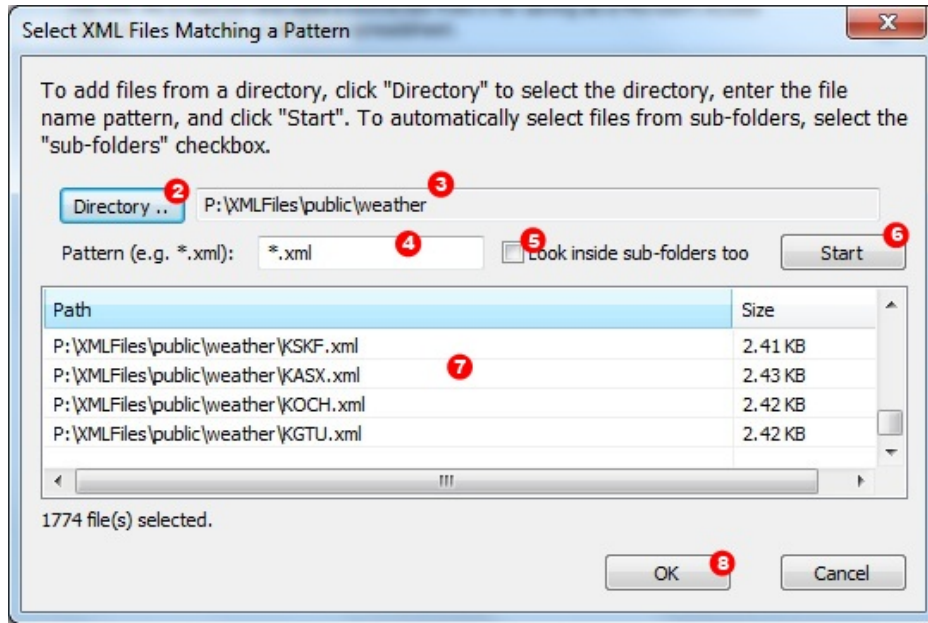 Select XML Files Matching a Pattern
To add files from a directory, click "Directory" to select the directory, enter the file
name pattern, and click "Start". To automatically select files from sub-folders, select the
"sub-folders" checkbox.
Directory .. 2 P:\XMLFiles\public\weather 3
Pattern (e.g. *.xml): *.xml 4 5 Look inside sub-folders too Start 6
Path Size
P:\XMLFiles\public\weather\KSKF.xml 2.41 KB
P:\XMLFiles\public\weather\KASX.xml 7 2.43 KB
P:\XMLFiles\public\weather\KOCH.xml 2.42 KB
P:\XMLFiles\public\weather\KGTU.xml 2.42 KB
1774 file(s) selected.
OK 8 Cancel